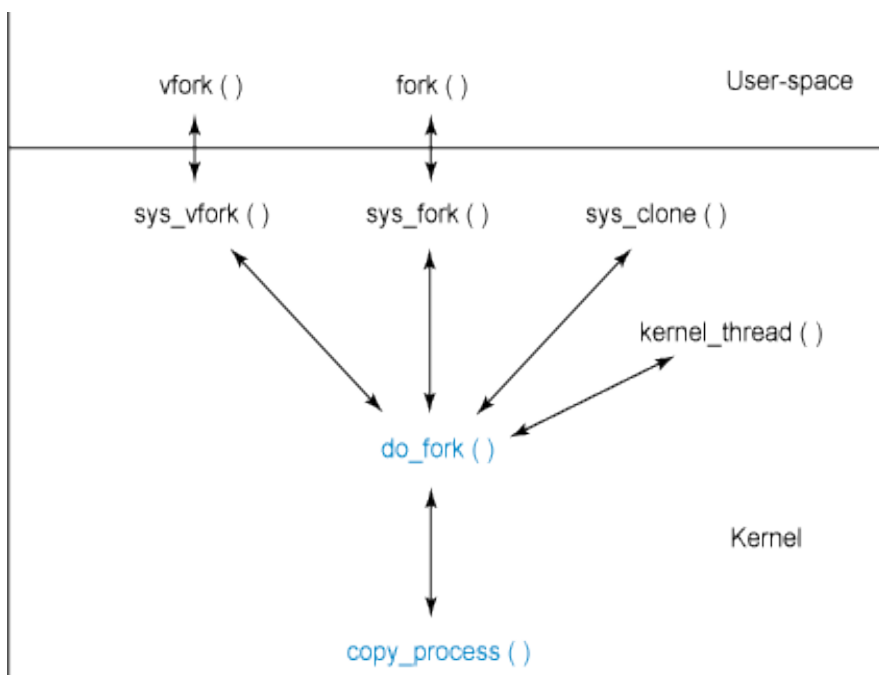 vfork ( )
fork ( )
User-space
sys_vfork ( )
sys_fork ( )
sys_clone ( )
kernel_thread ( )
do_fork ( )
Kernel
copy_process ( )